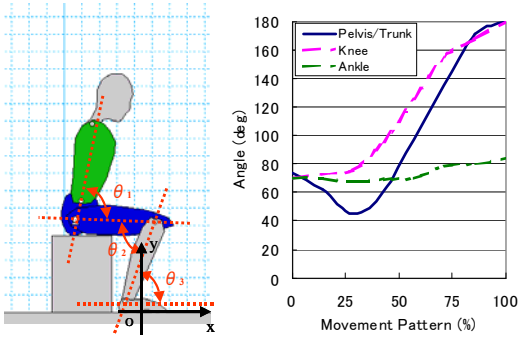 θ1
θ2
y
θ3
o
x
Pelvis/Trunk
Knee
Ankle
Angle (deg)
180
160
140
120
100
80
60
40
20
0
0 25 50 75 100
Movement Pattern (%)